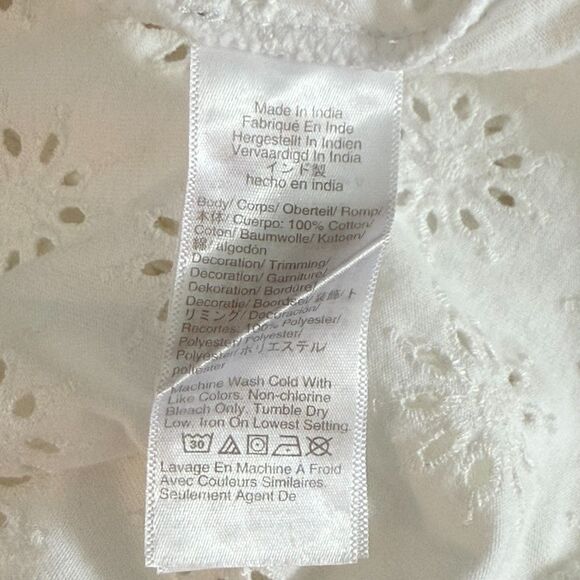 Made In India
Fabriqué En Inde
Hergestellt In Indien
Vervaardigd In India
インド製
hecho en india
Body/ Corps/ Oberteil/ Romp/
本体/ Cuerpo: 100% Cotton/
Coton/ Baumwolle/ Katoen/
綿/algodón
Decoration/ Trimming/
Decoration/ Garniture/
Dekoration/ Bordüre/
Decoratie/ Boordsel/ 装飾/ト
リミング/ Decoración/
Recortes: 100% Polyester/
Polyester/ Polyester/
Polyester/ポリエステル/
poliéster
Machine Wash Cold With
Like Colors. Non-chlorine
Bleach Only. Tumble Dry
Low. Iron On Lowest Setting.
30
Lavage En Machine À Froid
Avec Couleurs Similaires.
Seulement Agent De